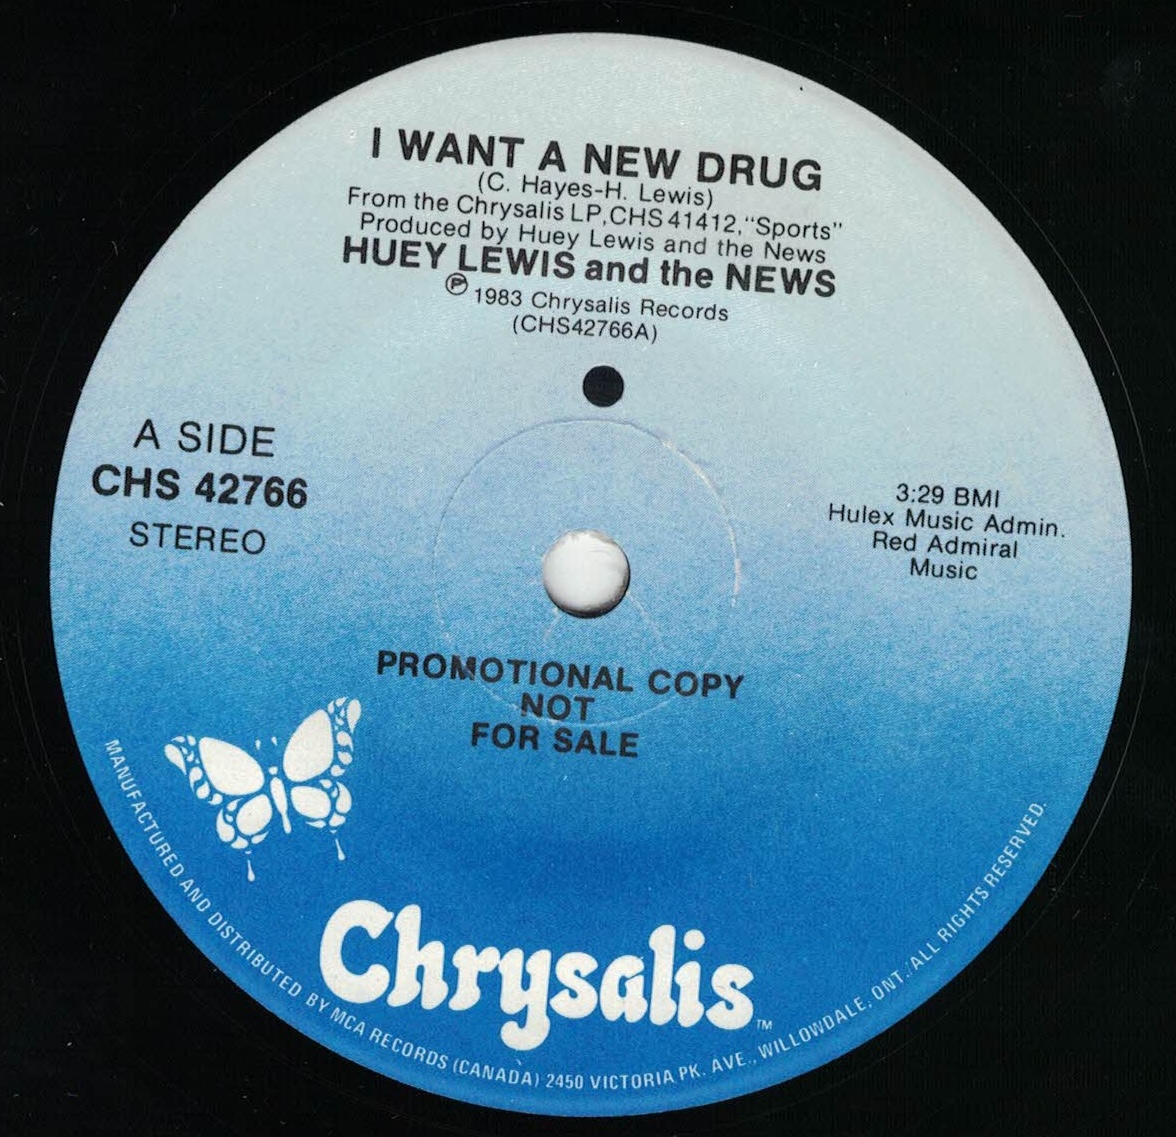 I WANT A NEW DRUG
(C. Hayes-H. Lewis)
From the Chrysalis LP,CHS 41412,"Sports"
Produced by Huey Lewis and the News
HUEY LEWIS and the NEWS
℗ 1983 Chrysalis Records
(CHS42766A)
A SIDE
CHS 42766
STEREO
3:29 BMI
Hulex Music Admin.
Red Admiral
Music
PROMOTIONAL COPY
NOT
FOR SALE
Chrysalis™
MANUFACTURED AND DISTRIBUTED BY MCA RECORDS (CANADA) 2450 VICTORIA PK. AVE., WILLOWDALE, ONT./ALL RIGHTS RESERVED.